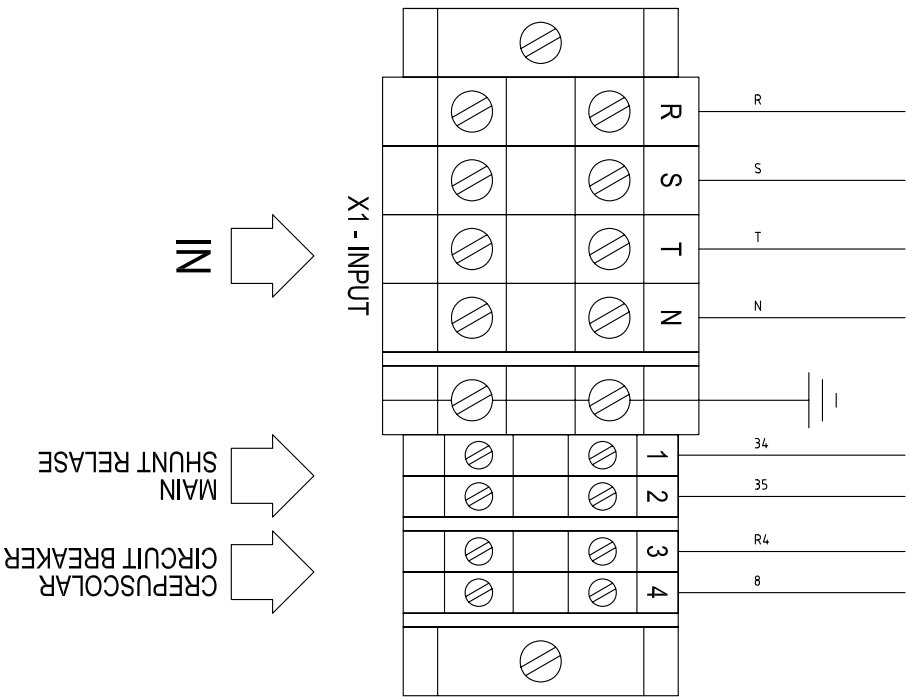 R
R
S
S
T
T
N
N
X1 - INPUT
IN
1
34
2
35
MAIN
SHUNT RELASE
3
R4
4
8
CREPUSCOLAR
CIRCUIT BREAKER